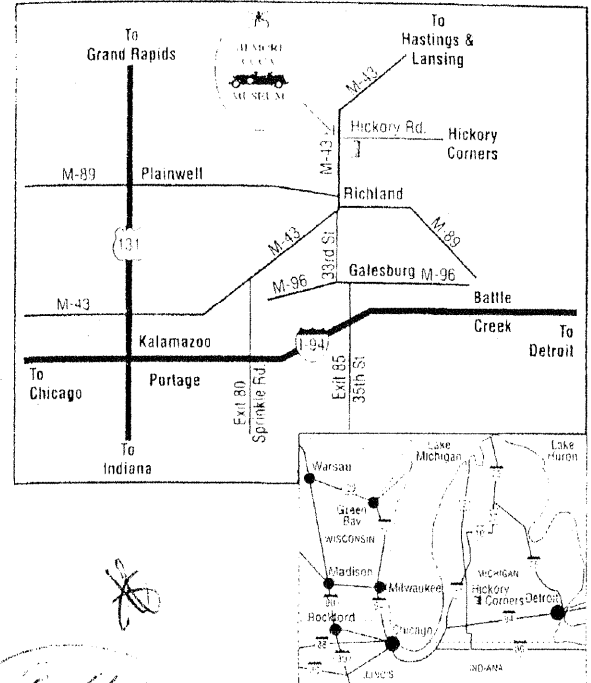 To
Grand Rapids
To
Hastings &
Lansing
MUSEUM
M-43
Hickory Rd.
Hickory
Corners
M-43
M-89
Plainwell
Richland
131
M-43
33rd St
M-89
M-96
Galesburg M-96
M-43
Battle
Creek
Kalamazoo
I-94
To
Detroit
To
Chicago
Portage
Exit 80
Sprinkle Rd.
Exit 85
35th St
To
Indiana
Lake
Michigan
Lake
Huron
Warsau
Green
Bay
WISCONSIN
Madison
Milwaukee
MICHIGAN
Hickory
Corners
Detroit
Rockford
Chicago
94
90
ILLINOIS
INDIANA